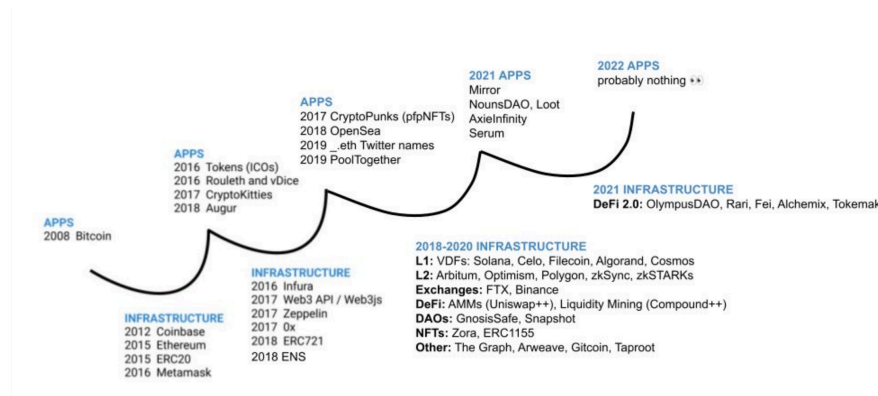 APPS
2008 Bitcoin
INFRASTRUCTURE
2012 Coinbase
2015 Ethereum
2015 ERC20
2016 Metamask
APPS
2016 Tokens (ICOs)
2016 Rouleth and vDice
2017 CryptoKitties
2018 Augur
INFRASTRUCTURE
2016 Infura
2017 Web3 API / Web3js
2017 Zeppelin
2017 0x
2018 ERC721
2018 ENS
APPS
2017 CryptoPunks (pfpNFTs)
2018 OpenSea
2019 _.eth Twitter names
2019 PoolTogether
2018-2020 INFRASTRUCTURE
L1: VDFs: Solana, Celo, Filecoin, Algorand, Cosmos
L2: Arbitum, Optimism, Polygon, zkSync, zkSTARKs
Exchanges: FTX, Binance
DeFi: AMMs (Uniswap++), Liquidity Mining (Compound++)
DAOs: GnosisSafe, Snapshot
NFTs: Zora, ERC1155
Other: The Graph, Arweave, Gitcoin, Taproot
2021 APPS
Mirror
NounsDAO, Loot
AxieInfinity
Serum
2021 INFRASTRUCTURE
DeFi 2.0: OlympusDAO, Rari, Fei, Alchemix, Tokemak
2022 APPS
probably nothing 👀